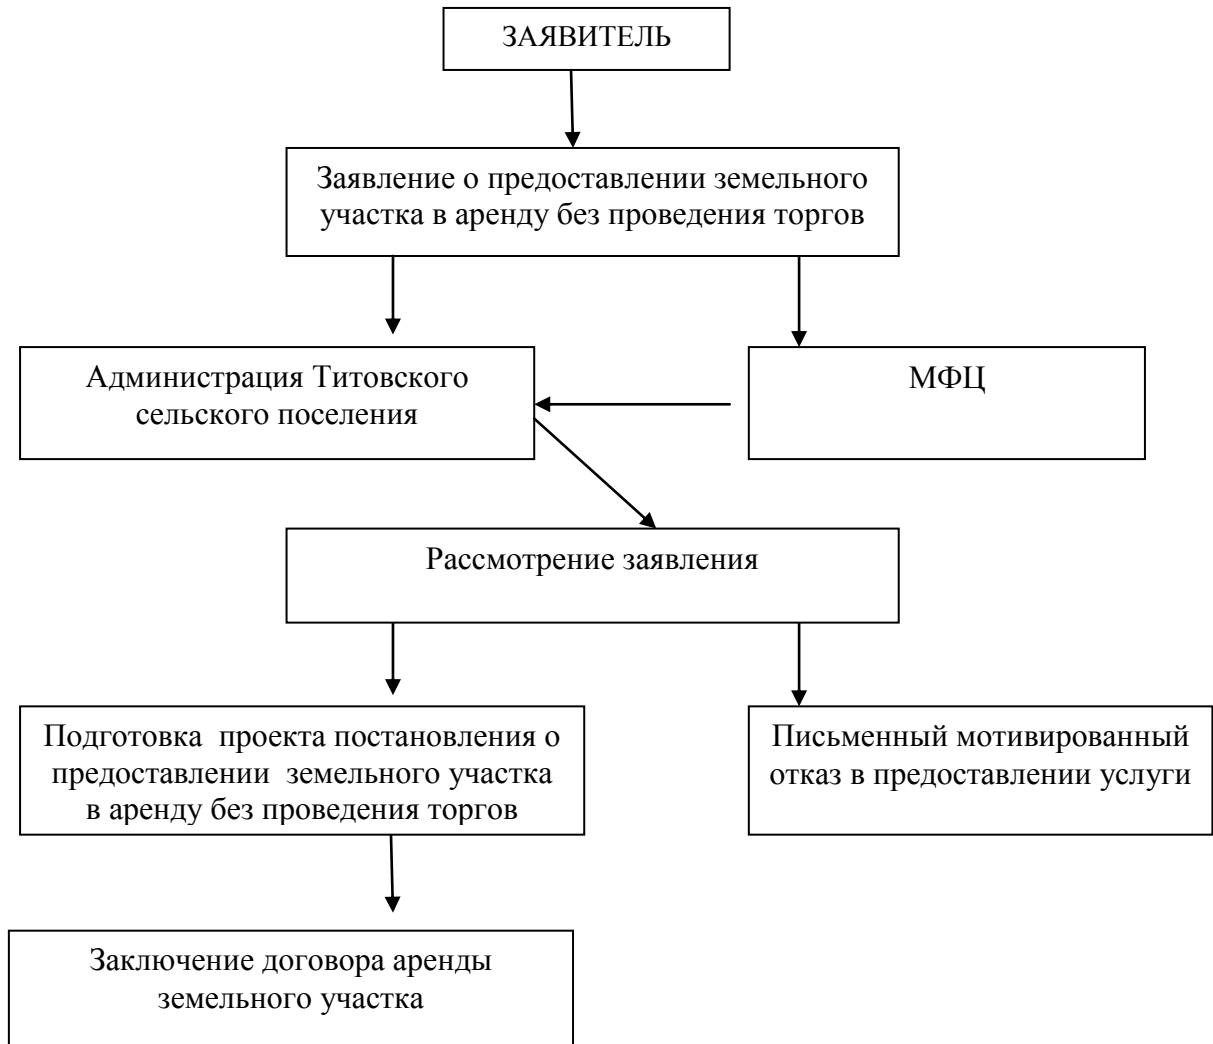 ЗАЯВИТЕЛЬ
Заявление о предоставлении земельного
участка в аренду без проведения торгов
Администрация Титовского
сельского поселения
МФЦ
Рассмотрение заявления
Подготовка проекта постановления о
предоставлении земельного участка
в аренду без проведения торгов
Письменный мотивированный
отказ в предоставлении услуги
Заключение договора аренды
земельного участка